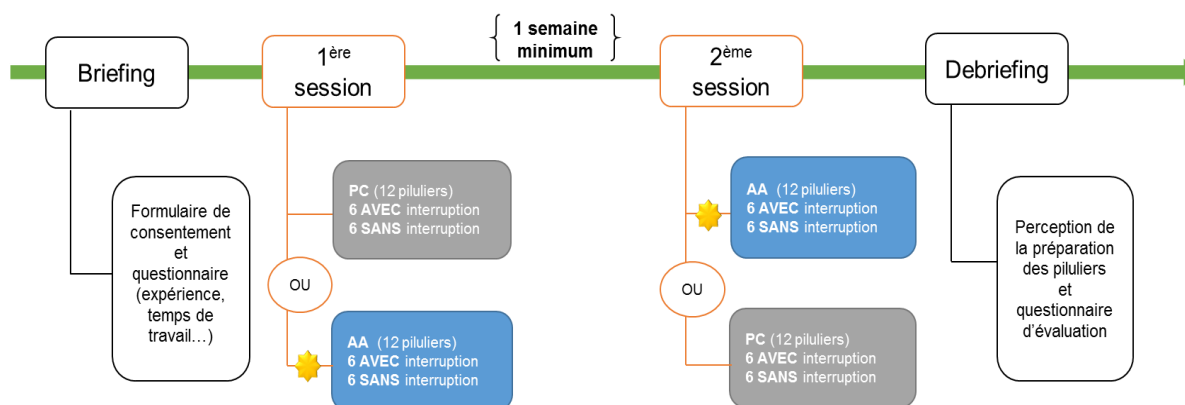 Briefing
1ère
session
1 semaine
minimum
2ème
session
Debriefing
Formulaire de
consentement
et
questionnaire
(expérience,
temps de
travail…)
PC (12 piluliers)
6 AVEC interruption
6 SANS interruption
OU
AA (12 piluliers)
6 AVEC interruption
6 SANS interruption
AA (12 piluliers)
6 AVEC interruption
6 SANS interruption
OU
PC (12 piluliers)
6 AVEC interruption
6 SANS interruption
Perception de
la préparation
des piluliers
et
questionnaire
d'évaluation